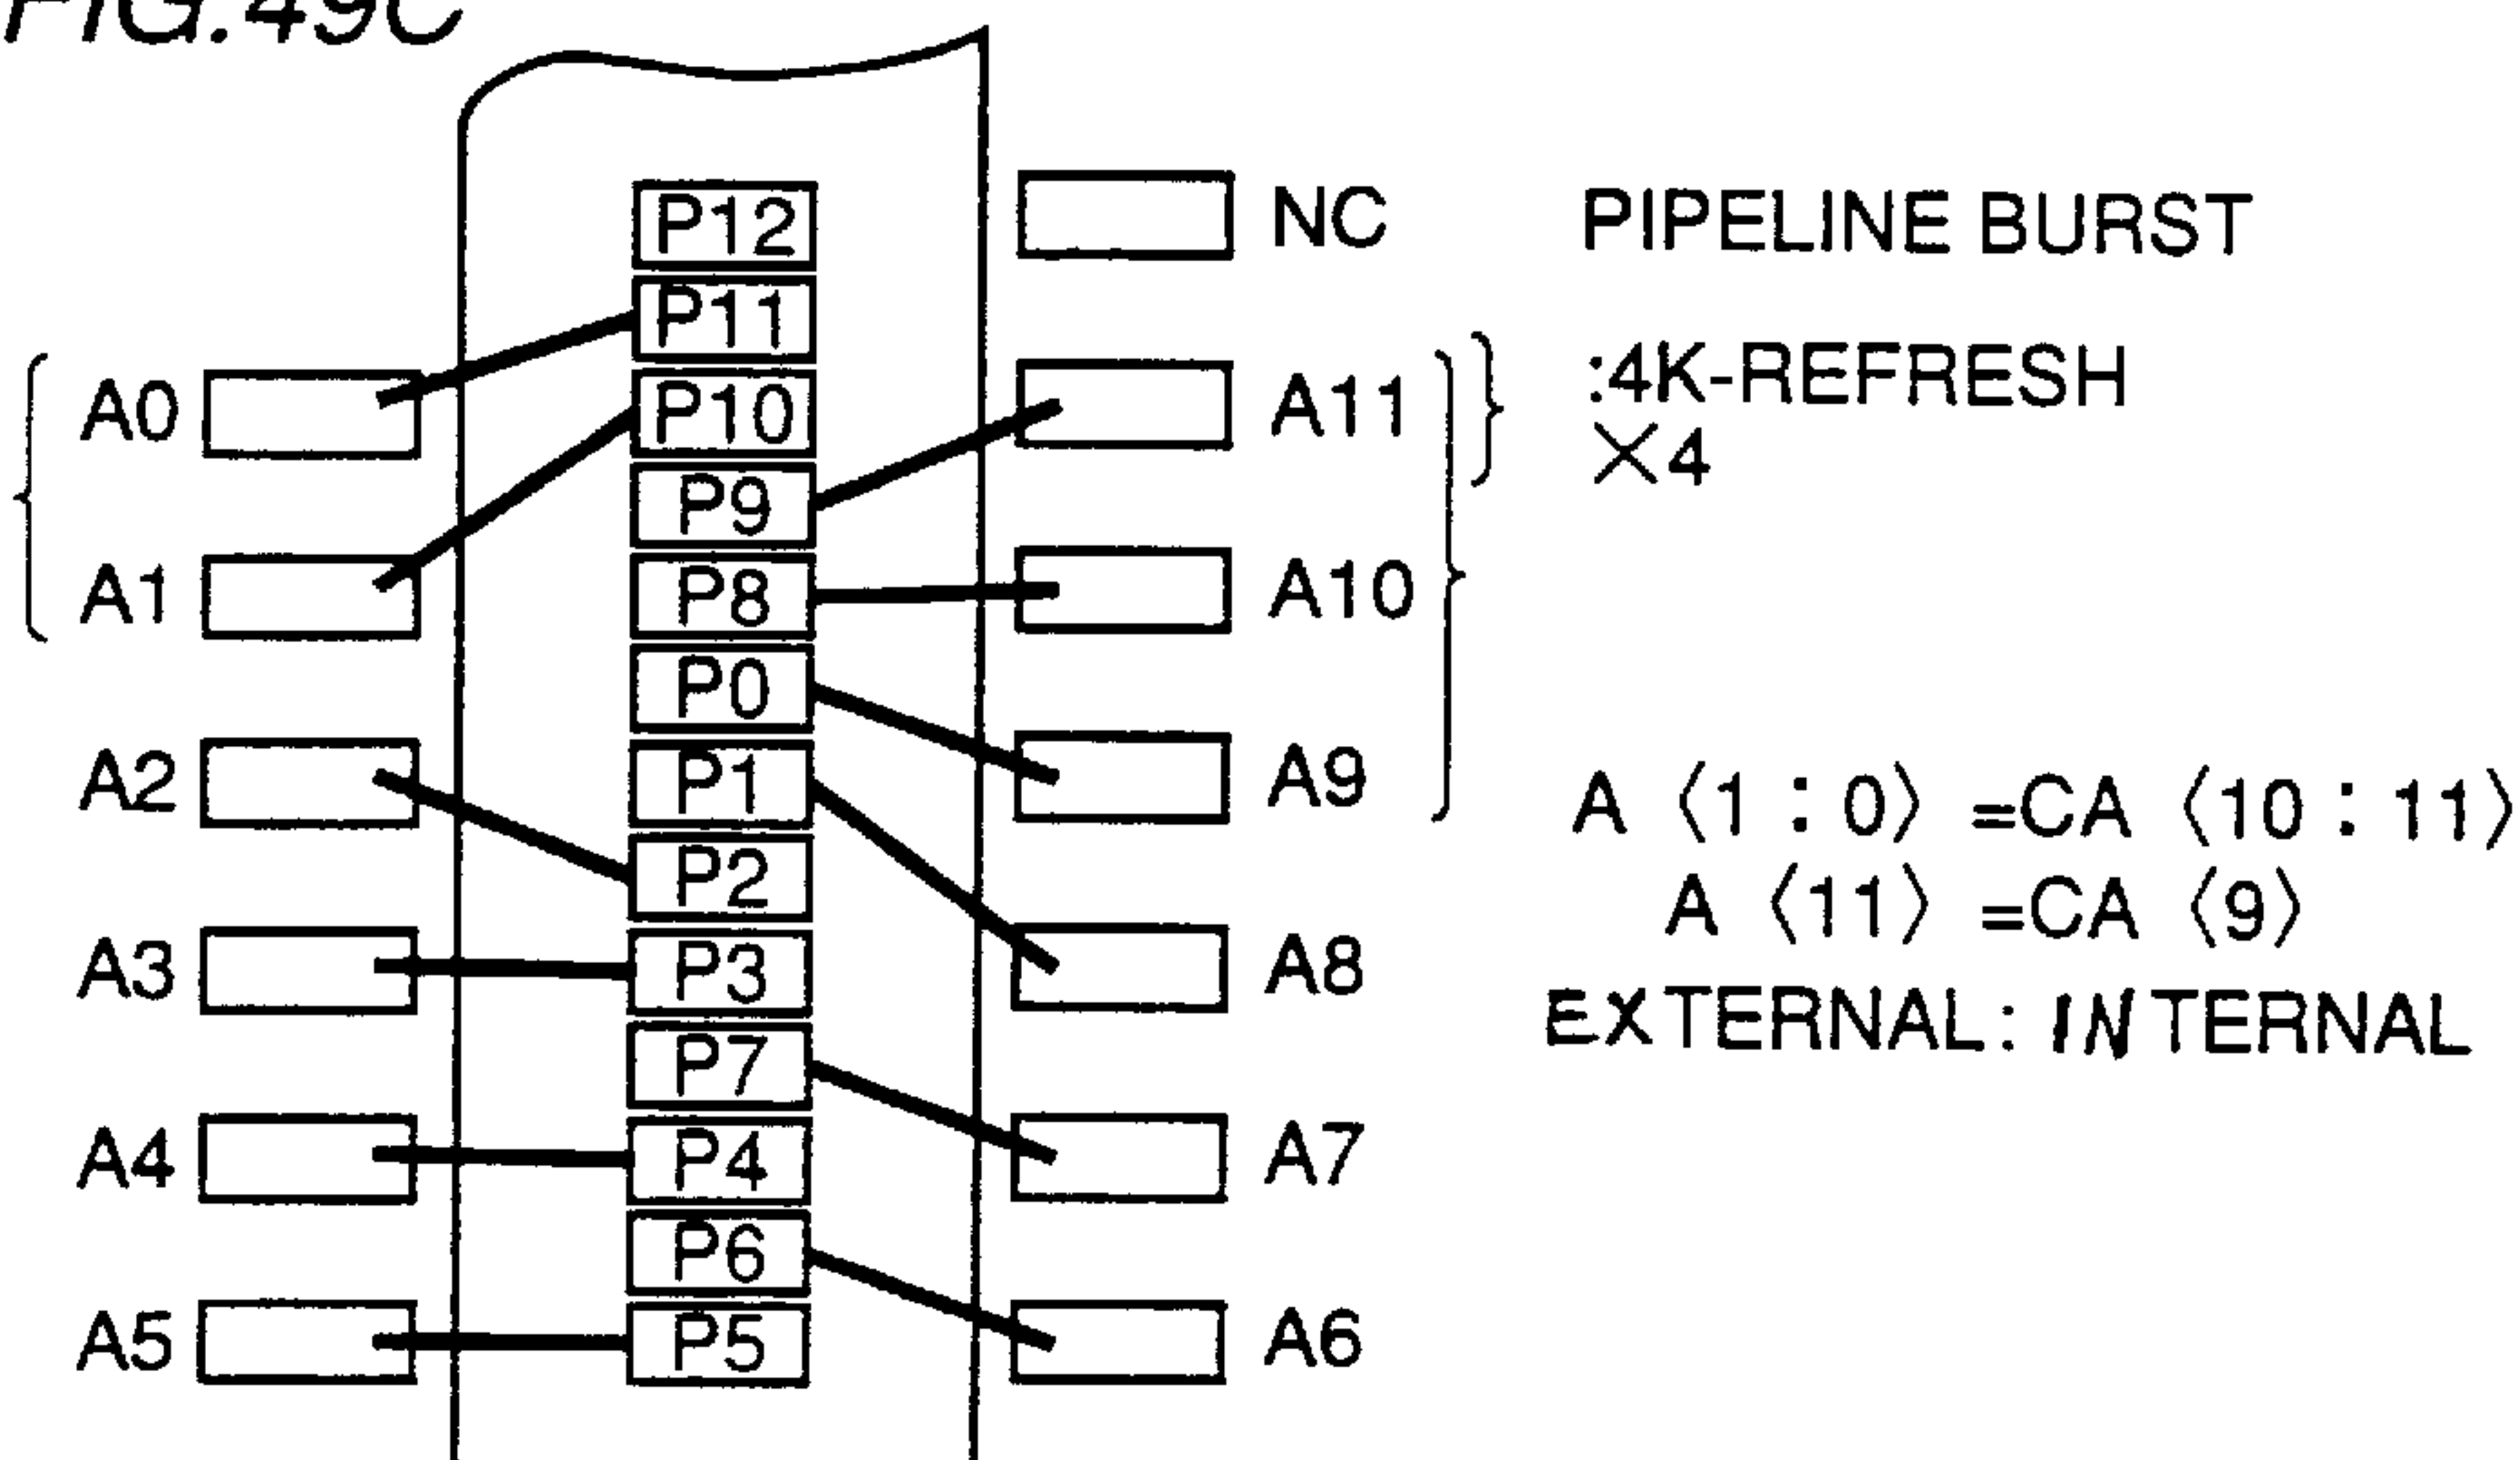 FIG. 49C
P12
NC
PIPELINE BURST
P11
:4K-REFRESH
A0
P10
A11
×4
P9
A1
P8
A10
P0
A2
P1
A9
A ⟨1 : 0⟩ =CA ⟨10 : 11⟩
P2
A ⟨11⟩ =CA ⟨9⟩
A3
P3
A8
EXTERNAL: INTERNAL
P7
A4
P4
A7
P6
A5
P5
A6